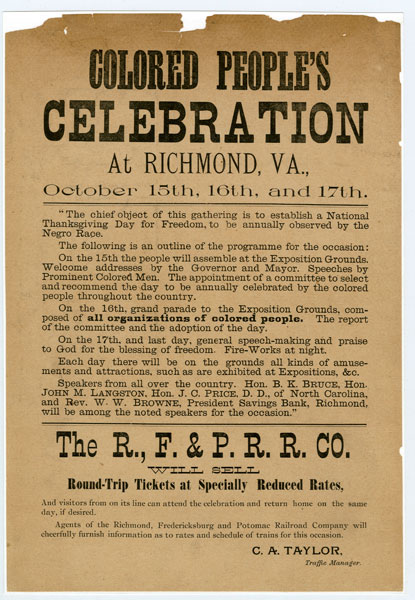 COLORED PEOPLE'S
CELEBRATION
At RICHMOND, VA.,
October 15th, 16th, and 17th.
"The chief object of this gathering is to establish a National
Thanksgiving Day for Freedom, to be annually observed by the
Negro Race.
The following is an outline of the programme for the occasion:
On the 15th the people will assemble at the Exposition Grounds.
Welcome addresses by the Governor and Mayor. Speeches by
Prominent Colored Men. The appointment of a committee to select
and recommend the day to be annually celebrated by the colored
people throughout the country.
On the 16th, grand parade to the Exposition Grounds, com-
posed of all organizations of colored people. The report
of the committee and the adoption of the day.
On the 17th, and last day, general speech-making and praise
to God for the blessing of freedom. Fire-Works at night.
Each day there will be on the grounds all kinds of amuse-
ments and attractions, such as are exhibited at Expositions, &c.
Speakers from all over the country. Hon. B. K. BRUCE, Hon.
JOHN M. LANGSTON, Hon. J. C. PRICE, D. D., of North Carolina,
and Rev. W. W. BROWNE, President Savings Bank, Richmond,
will be among the noted speakers for the occasion."
The R., F. & P. R. R. CO.
WILL SELL
Round-Trip Tickets at Specially Reduced Rates,
And visitors from on its line can attend the celebration and return home on the same
day, if desired.
Agents of the Richmond, Fredericksburg and Potomac Railroad Company will
cheerfully furnish information as to rates and schedule of trains for this occasion.
C. A. TAYLOR,
Traffic Manager.